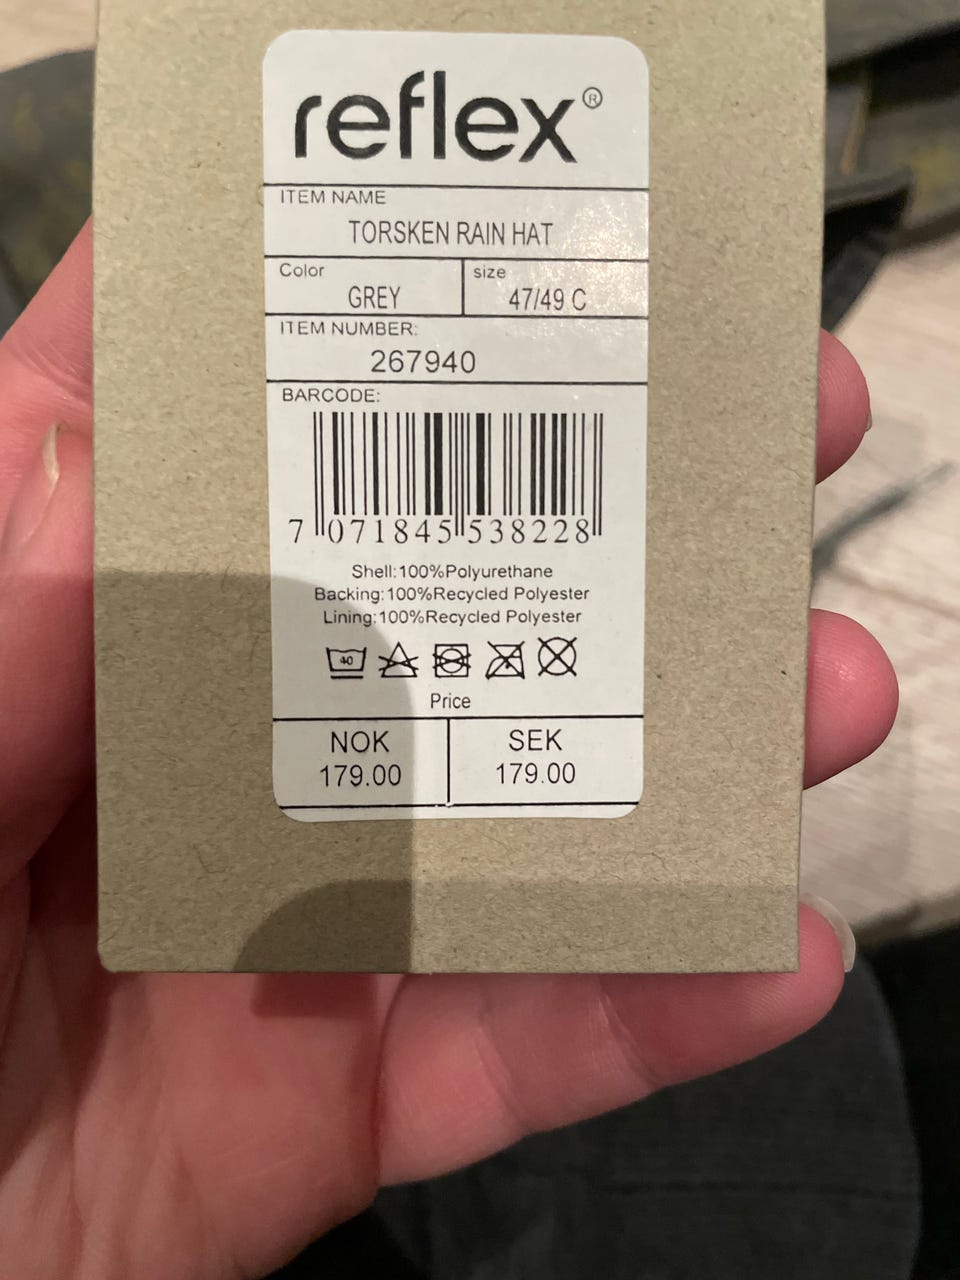 reflex®
ITEM NAME
TORSKEN RAIN HAT
Color
GREY
size
47/49 C
ITEM NUMBER:
267940
BARCODE:
7 071845 538228
Shell:100%Polyurethane
Backing:100%Recycled Polyester
Lining:100%Recycled Polyester
40
Price
NOK
179.00
SEK
179.00